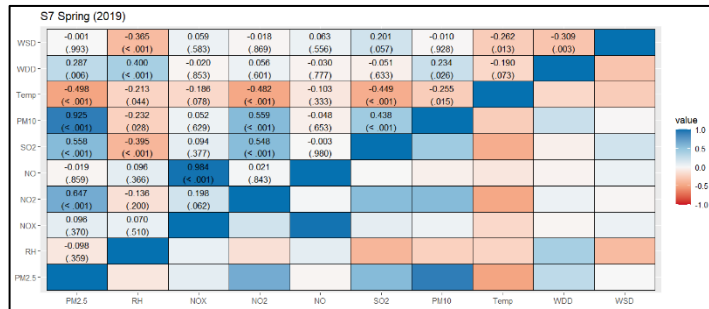 S7 Spring (2019)
WSD -0.001 -0.365 0.059 -0.018 0.063 0.201 -0.010 -0.262 -0.309
(.993) (< .001) (.583) (.869) (.556) (.057) (.928) (.013) (.003)
WDD 0.287 0.400 -0.020 0.056 -0.030 -0.051 0.234 -0.190
(.006) (< .001) (.853) (.601) (.777) (.633) (.026) (.073)
Temp -0.498 -0.213 -0.186 -0.482 -0.103 -0.449 -0.255
(< .001) (.044) (.078) (< .001) (.333) (< .001) (.015)
PM10 0.925 -0.232 0.052 0.559 -0.048 0.438
(< .001) (.028) (.629) (< .001) (.653) (< .001)
SO2 0.558 -0.395 0.094 0.548 -0.003
(< .001) (< .001) (.377) (< .001) (.980)
NO -0.019 0.096 0.984 0.021
(.859) (.366) (< .001) (.843)
NO2 0.647 -0.136 0.198
(< .001) (.200) (.062)
NOX 0.096 0.070
(.370) (.510)
RH -0.098
(.359)
PM2.5
PM2.5 RH NOX NO2 NO SO2 PM10 Temp WDD WSD
value
1.0
0.5
0.0
-0.5
-1.0